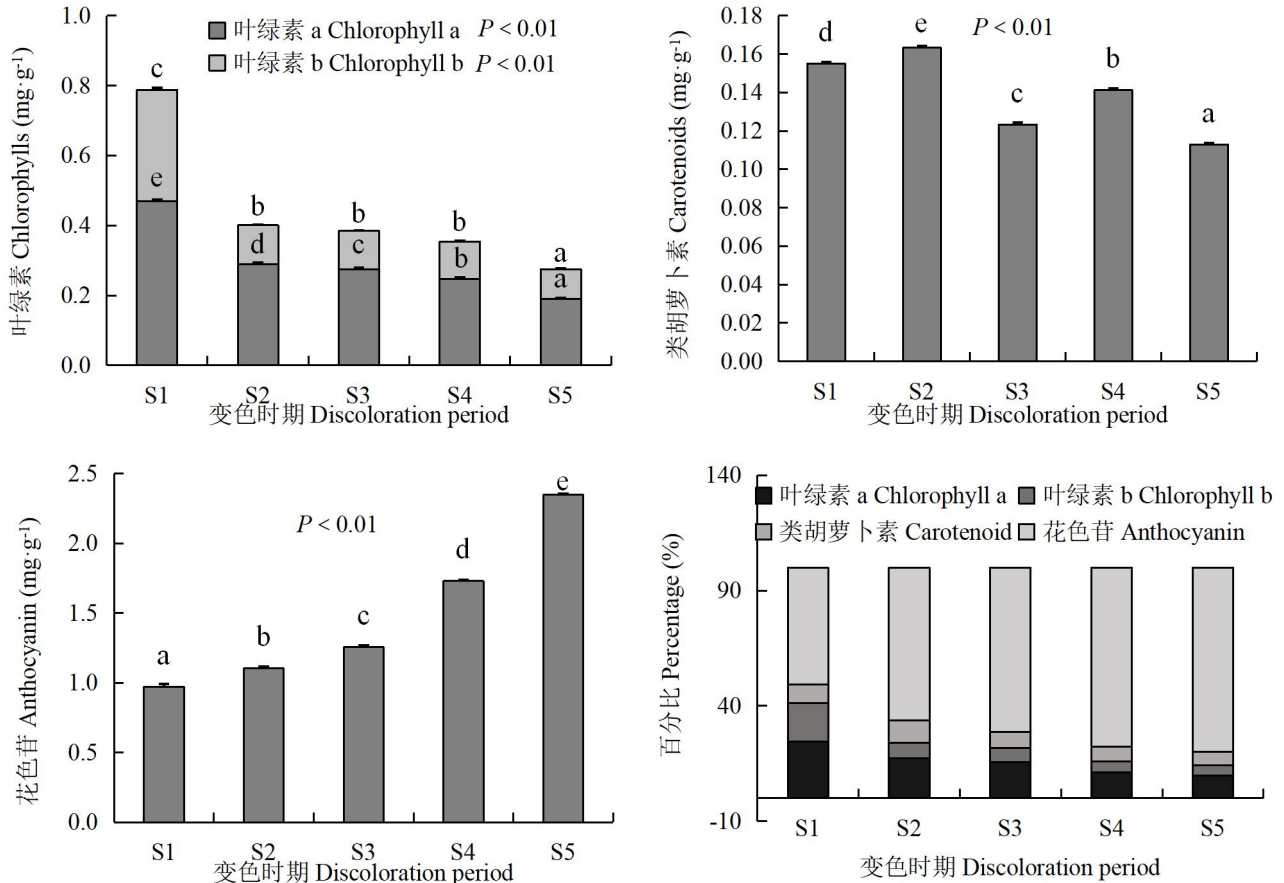 叶绿素 Chlorophylls (mg·g⁻¹)
1.0
0.8
0.6
0.4
0.2
0.0
叶绿素 a Chlorophyll a P < 0.01
叶绿素 b Chlorophyll b P < 0.01
c
e
b
d
b
c
b
b
a
a
S1 S2 S3 S4 S5
变色时期 Discoloration period
类胡萝卜素 Carotenoids (mg·g⁻¹)
0.18
0.16
0.14
0.12
0.10
0.08
0.06
0.04
0.02
0.00
P < 0.01
d
e
c
b
a
S1 S2 S3 S4 S5
变色时期 Discoloration period
花色苷 Anthocyanin (mg·g⁻¹)
2.5
2.0
1.5
1.0
0.5
0.0
P < 0.01
a
b
c
d
e
S1 S2 S3 S4 S5
变色时期 Discoloration period
百分比 Percentage (%)
140
90
40
-10
叶绿素 a Chlorophyll a 叶绿素 b Chlorophyll b
类胡萝卜素 Carotenoid 花色苷 Anthocyanin
S1 S2 S3 S4 S5
变色时期 Discoloration period